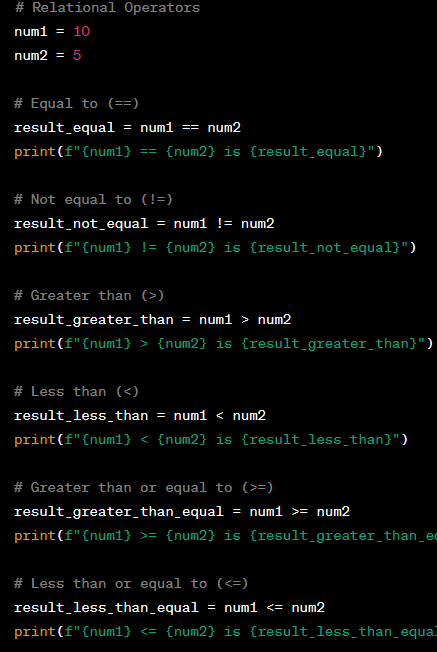 # Relational Operators
num1 = 10
num2 = 5
# Equal to (==)
result_equal = num1 == num2
print(f"{num1} == {num2} is {result_equal}")
# Not equal to (!=)
result_not_equal = num1 != num2
print(f"{num1} != {num2} is {result_not_equal}")
# Greater than (>)
result_greater_than = num1 > num2
print(f"{num1} > {num2} is {result_greater_than}")
# Less than (<)
result_less_than = num1 < num2
print(f"{num1} < {num2} is {result_less_than}")
# Greater than or equal to (>=)
result_greater_than_equal = num1 >= num2
print(f"{num1} >= {num2} is {result_greater_than_e
# Less than or equal to (<=)
result_less_than_equal = num1 <= num2
print(f"{num1} <= {num2} is {result_less_than_equal